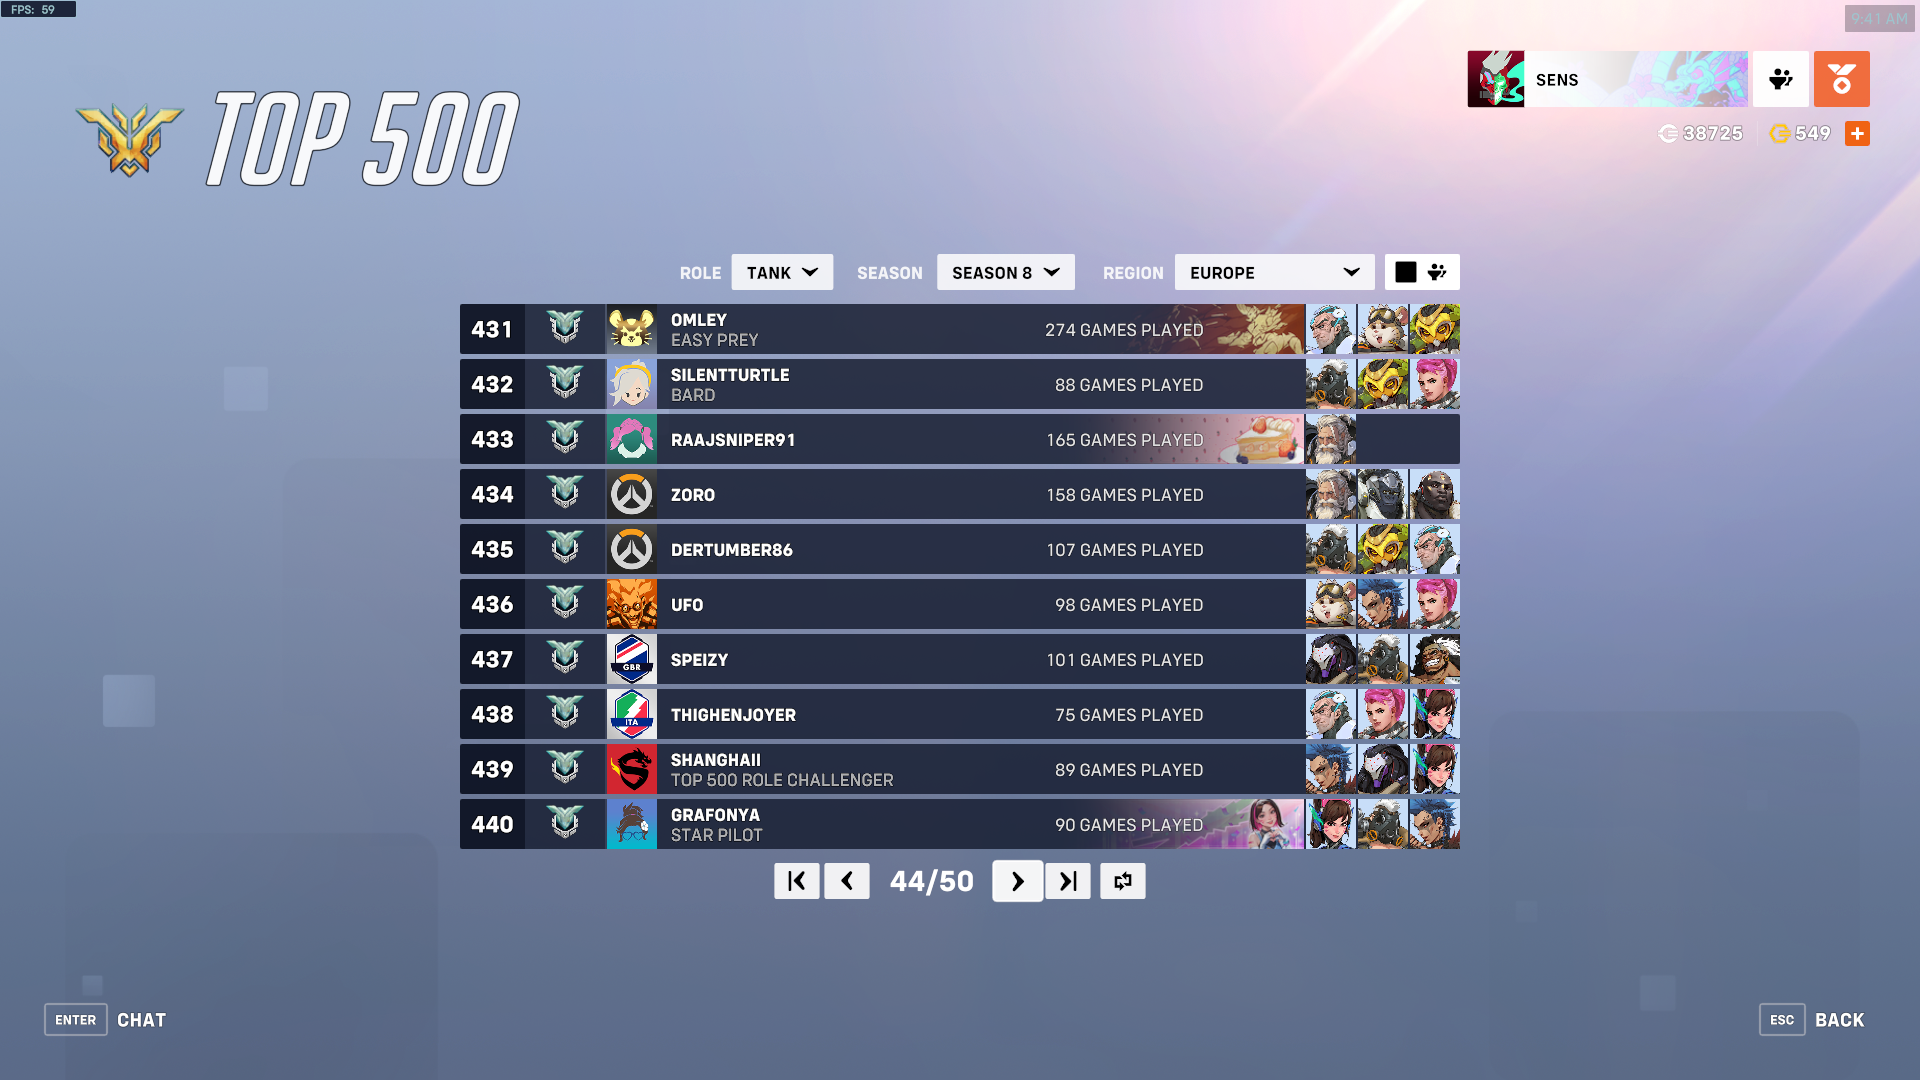 FPS: 59
9:41 AM
TOP 500
SENS
38725
549
ROLE TANK SEASON SEASON 8 REGION EUROPE
431 OMLEY EASY PREY 274 GAMES PLAYED
432 SILENTTURTLE BARD 88 GAMES PLAYED
433 RAAJSNIPER91 165 GAMES PLAYED
434 ZORO 158 GAMES PLAYED
435 DERTUMBER86 107 GAMES PLAYED
436 UFO 98 GAMES PLAYED
437 GBR SPEIZY 101 GAMES PLAYED
438 ITA THIGHENJOYER 75 GAMES PLAYED
439 SHANGHAII TOP 500 ROLE CHALLENGER 89 GAMES PLAYED
440 GRAFONYA STAR PILOT 90 GAMES PLAYED
44/50
ENTER CHAT
ESC BACK